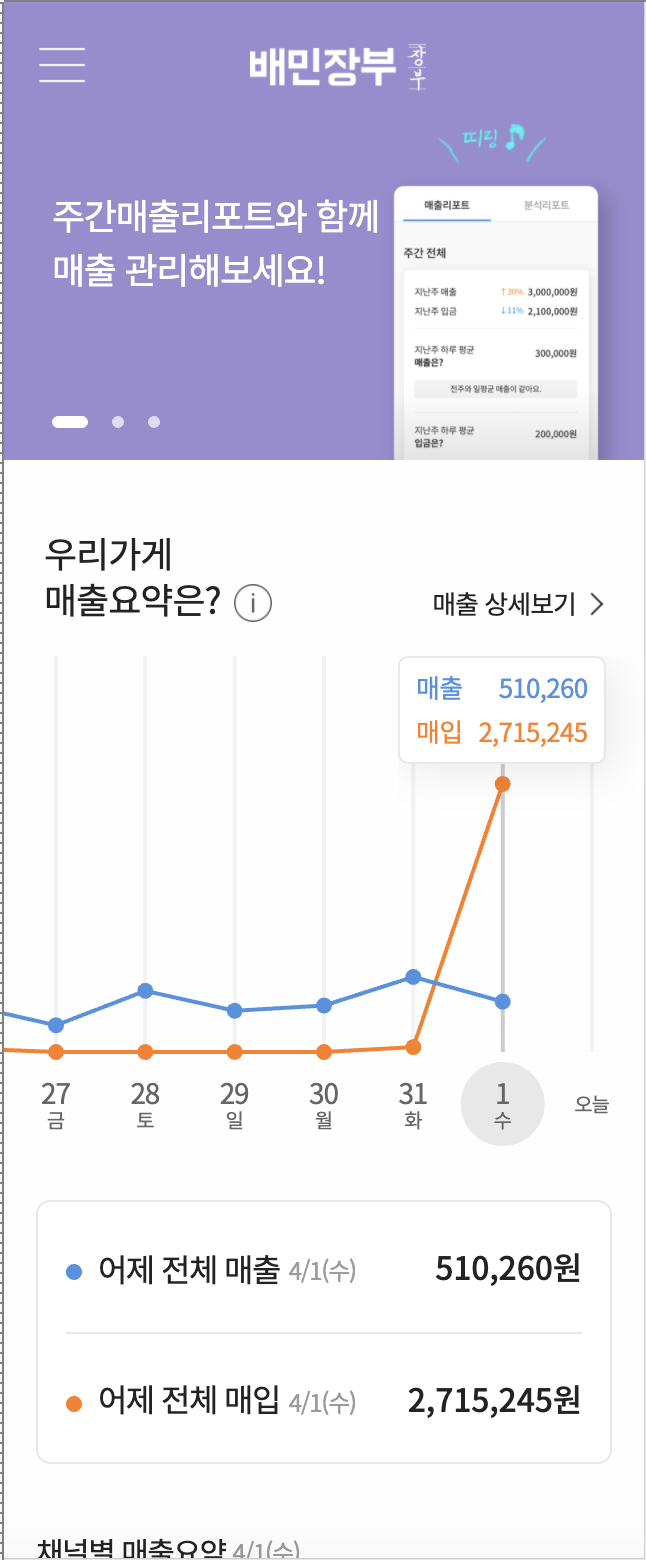 배민장부 장부
띠링
주간매출리포트와 함께
매출 관리해보세요!
매출리포트 분석리포트
주간 전체
지난주 매출 ↑30% 3,000,000원
지난주 입금 ↓11% 2,100,000원
지난주 하루 평균
매출은? 300,000원
전주와 일평균 매출이 같아요.
지난주 하루 평균
입금은? 200,000원
우리가게
매출요약은? i
매출 상세보기 >
매출 510,260
매입 2,715,245
27 28 29 30 31 1
금 토 일 월 화 수 오늘
어제 전체 매출 4/1(수) 510,260원
어제 전체 매입 4/1(수) 2,715,245원
채널별 매출요약 4/1(수)